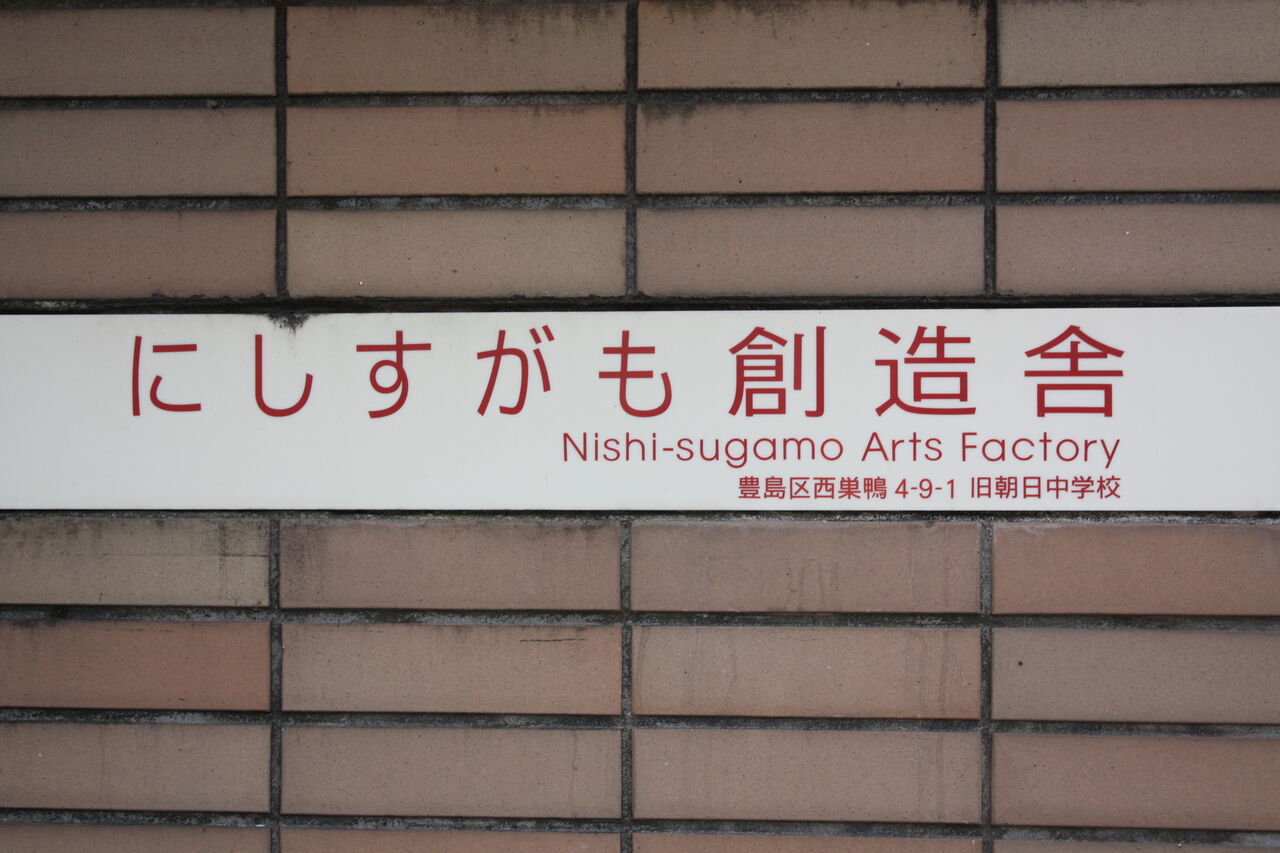 にしすがも創造舎
Nishi-sugamo Arts Factory
豊島区西巣鴨 4-9-1 旧朝日中学校